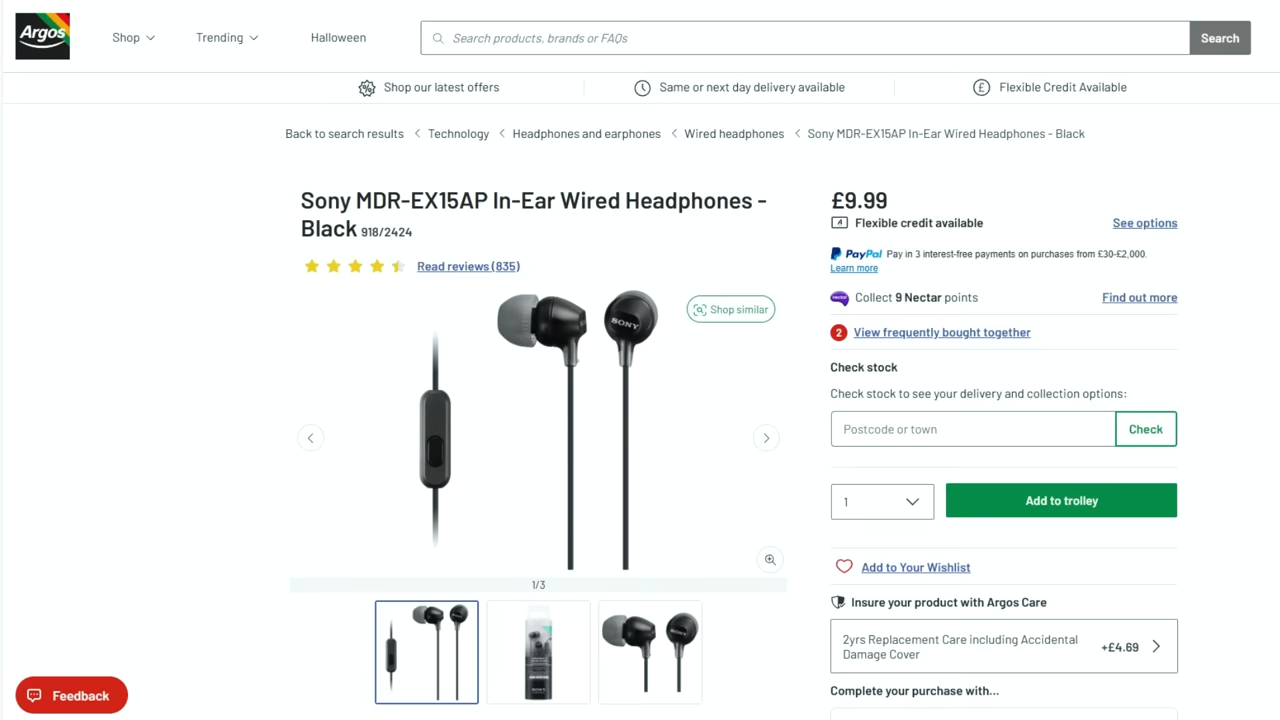 Argos
Shop
Trending
Halloween
Search products, brands or FAQs
Search
Shop our latest offers
Same or next day delivery available
£
Flexible Credit Available
Back to search results
Technology
Headphones and earphones
Wired headphones
Sony MDR-EX15AP In-Ear Wired Headphones - Black
Sony MDR-EX15AP In-Ear Wired Headphones -
Black 918/2424
Read reviews (835)
Shop similar
SONY
1/3
SONY
£9.99
Flexible credit available
See options
PayPal Pay in 3 interest-free payments on purchases from £30-£2,000.
Learn more
nectar
Collect 9 Nectar points
Find out more
2
View frequently bought together
Check stock
Check stock to see your delivery and collection options:
Postcode or town
Check
1
Add to trolley
Add to Your Wishlist
Insure your product with Argos Care
2yrs Replacement Care including Accidental
Damage Cover
+£4.69
Complete your purchase with...
Feedback